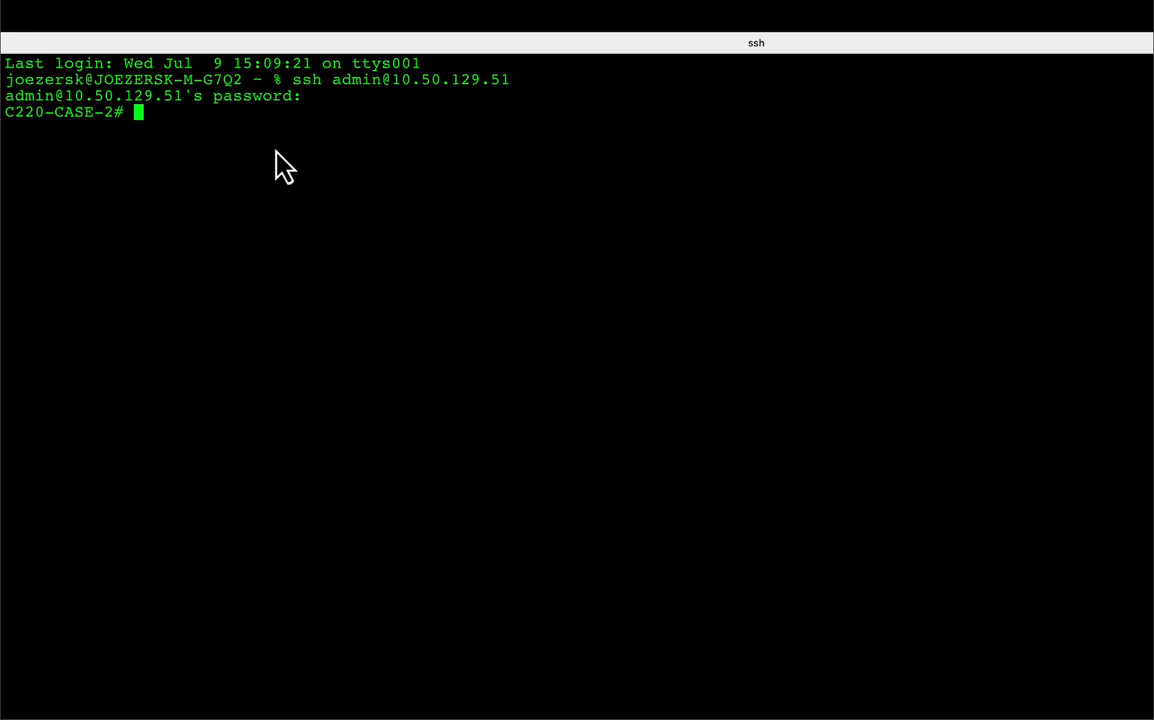 ssh
Last login: Wed Jul  9 15:09:21 on ttys001
joezersk@JOEZERSK-M-G7Q2 ~ % ssh admin@10.50.129.51
admin@10.50.129.51's password:
C220-CASE-2#